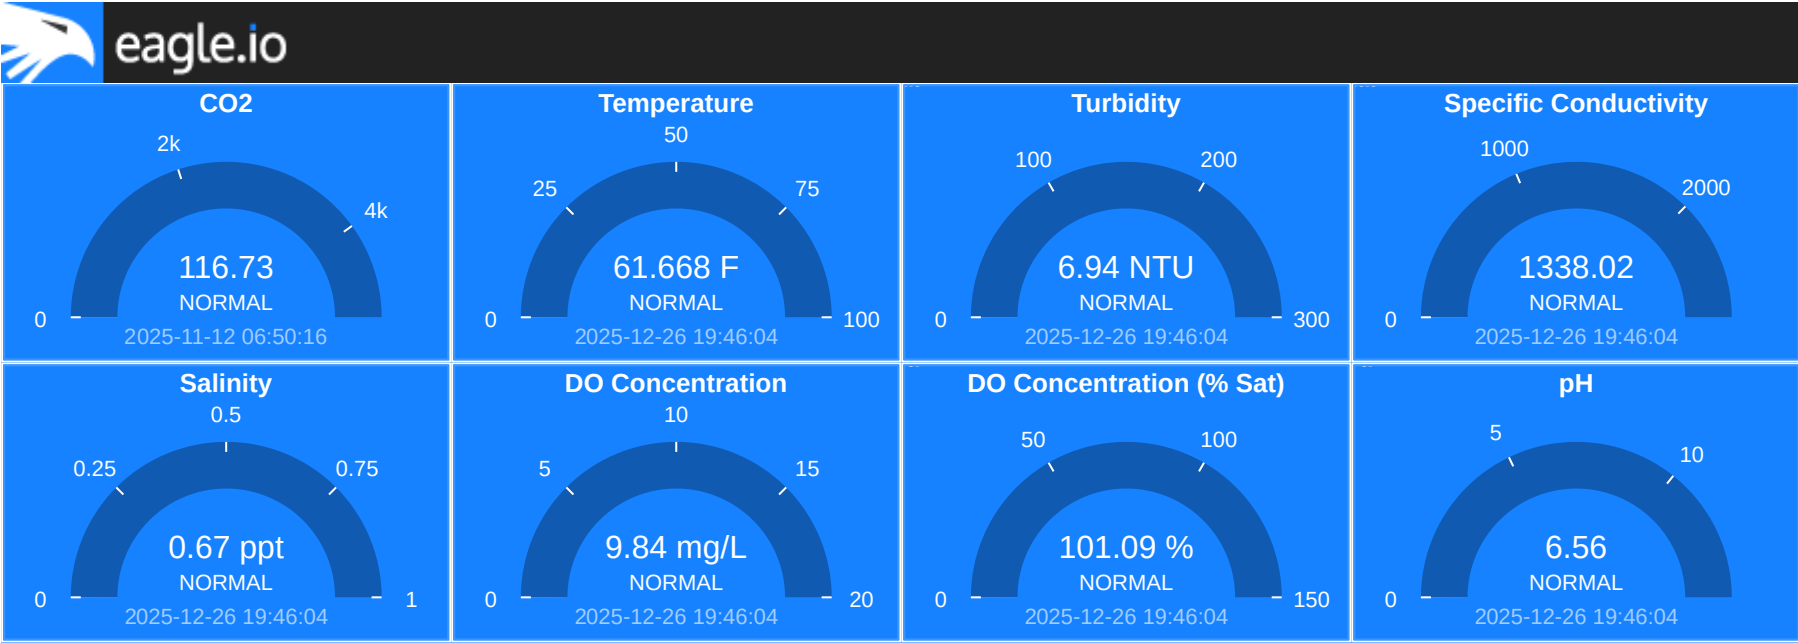 eagle.io
CO2
2k
4k
116.73
NORMAL
0
2025-11-12 06:50:16
Temperature
50
25
75
61.668 F
NORMAL
0
100
2025-12-26 19:46:04
Turbidity
100
200
6.94 NTU
NORMAL
0
300
2025-12-26 19:46:04
Specific Conductivity
1000
2000
1338.02
NORMAL
0
2025-12-26 19:46:04
Salinity
0.5
0.25
0.75
0.67 ppt
NORMAL
0
1
2025-12-26 19:46:04
DO Concentration
10
5
15
9.84 mg/L
NORMAL
0
20
2025-12-26 19:46:04
DO Concentration (% Sat)
50
100
101.09 %
NORMAL
0
150
2025-12-26 19:46:04
pH
5
10
6.56
NORMAL
0
2025-12-26 19:46:04